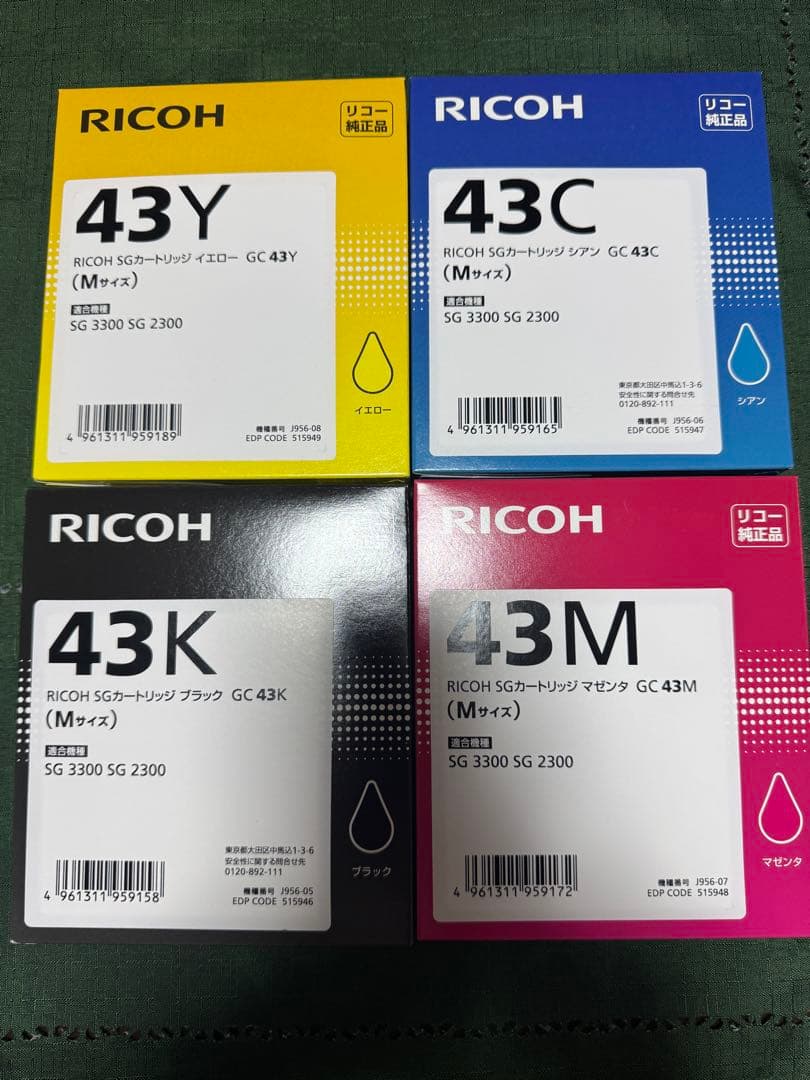 RICOH
リコー
純正品
43Y
RICOH SGカートリッジ イエロー GC 43Y
(Mサイズ)
適合機種
SG 3300 SG 2300
イエロー
4 961311 959189
機種番号 J956-08
EDP CODE 515949
RICOH
リコー
純正品
43C
RICOH SGカートリッジ シアン GC 43C
(Mサイズ)
適合機種
SG 3300 SG 2300
シアン
東京都大田区中馬込1-3-6
安全性に関する問合せ先
0120-892-111
4 961311 959165
機種番号 J956-06
EDP CODE 515947
RICOH
43K
RICOH SGカートリッジ ブラック GC 43K
(Mサイズ)
適合機種
SG 3300 SG 2300
ブラック
東京都大田区中馬込1-3-6
安全性に関する問合せ先
0120-892-111
4 961311 959158
機種番号 J956-05
EDP CODE 515946
RICOH
リコー
純正品
43M
RICOH SGカートリッジ マゼンタ GC 43M
(Mサイズ)
適合機種
SG 3300 SG 2300
マゼンタ
4 961311 959172
機種番号 J956-07
EDP CODE 515948